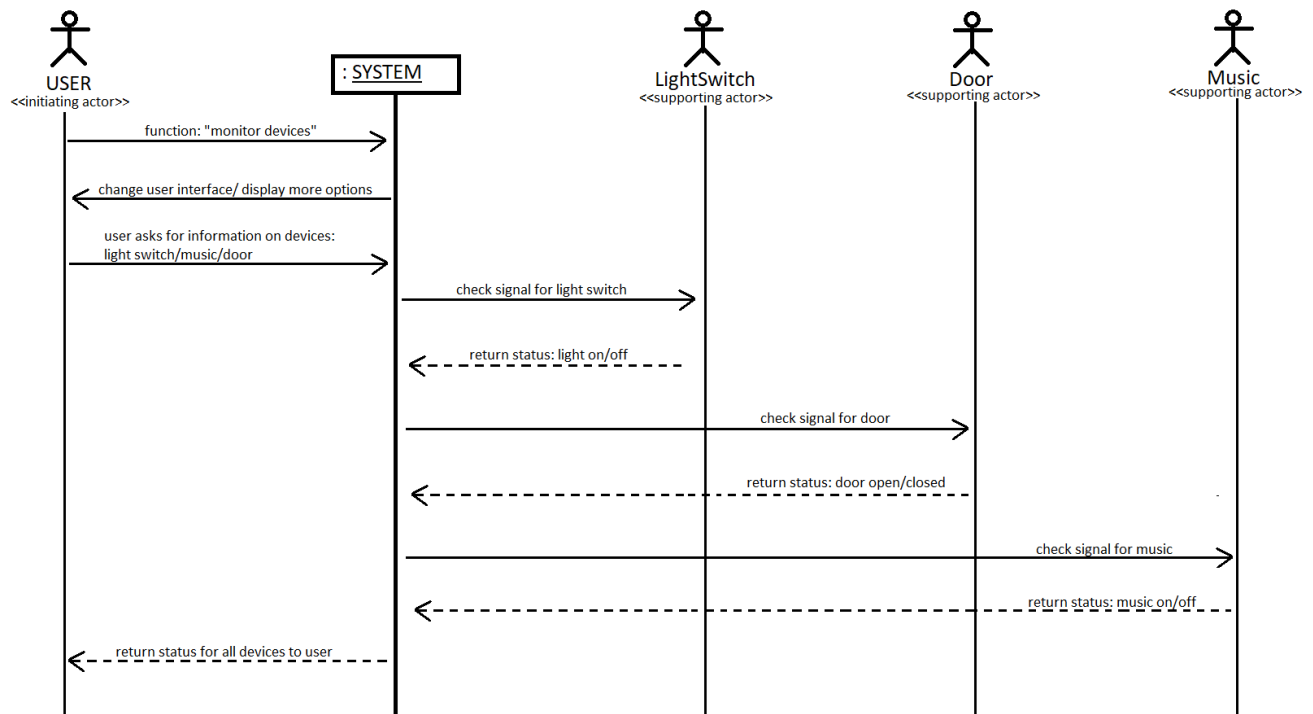 USER
<<initiating actor>>
: SYSTEM
LightSwitch
<<supporting actor>>
Door
<<supporting actor>>
Music
<<supporting actor>>
function: "monitor devices"
change user interface/ display more options
user asks for information on devices:
light switch/music/door
check signal for light switch
return status: light on/off
check signal for door
return status: door open/closed
check signal for music
return status: music on/off
return status for all devices to user